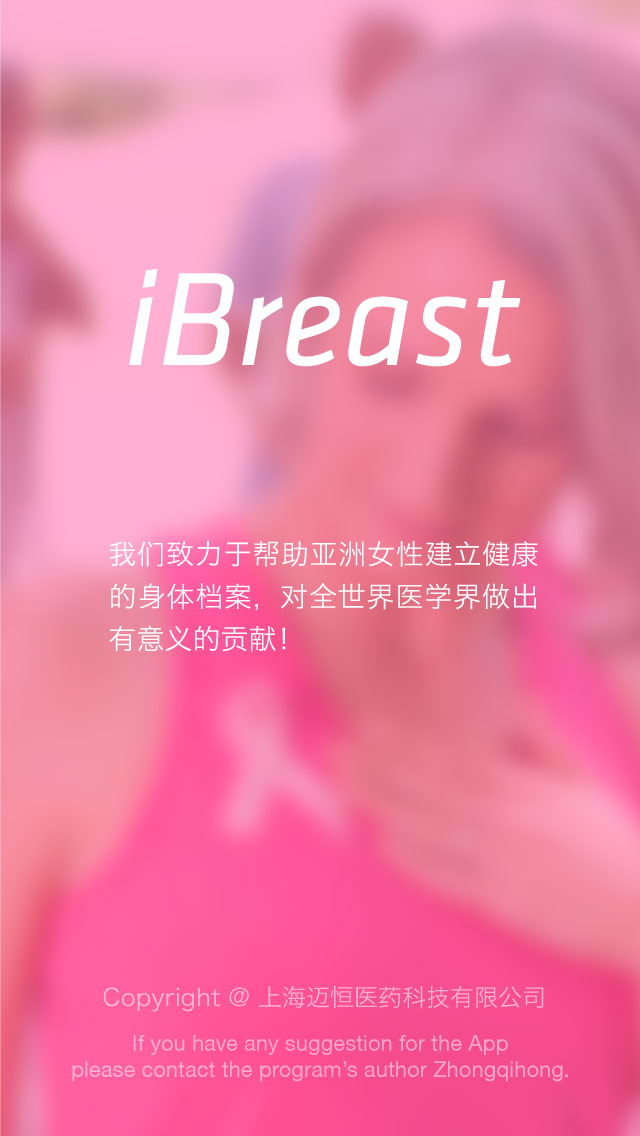 iBreast
我们致力于帮助亚洲女性建立健康
的身体档案，对全世界医学界做出
有意义的贡献！
Copyright @ 上海迈恒医药科技有限公司
If you have any suggestion for the App
please contact the program's author Zhongqihong.